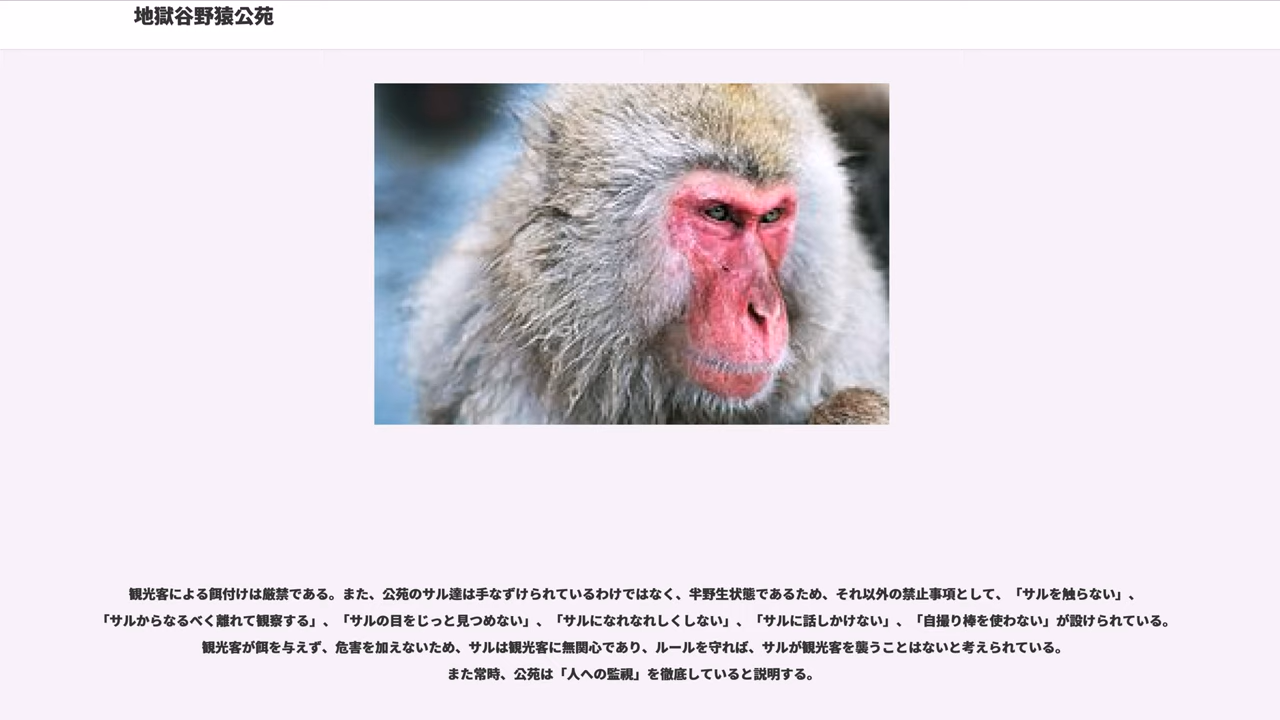 地獄谷野猿公苑
観光客による餌付けは厳禁である。また、公苑のサル達は手なずけられているわけではなく、半野生状態であるため、それ以外の禁止事項として、「サルを触らない」、
「サルからなるべく離れて観察する」、「サルの目をじっと見つめない」、「サルになれなれしくしない」、「サルに話しかけない」、「自撮り棒を使わない」が設けられている。
観光客が餌を与えず、危害を加えないため、サルは観光客に無関心であり、ルールを守れば、サルが観光客を襲うことはないと考えられている。
また常時、公苑は「人への監視」を徹底していると説明する。